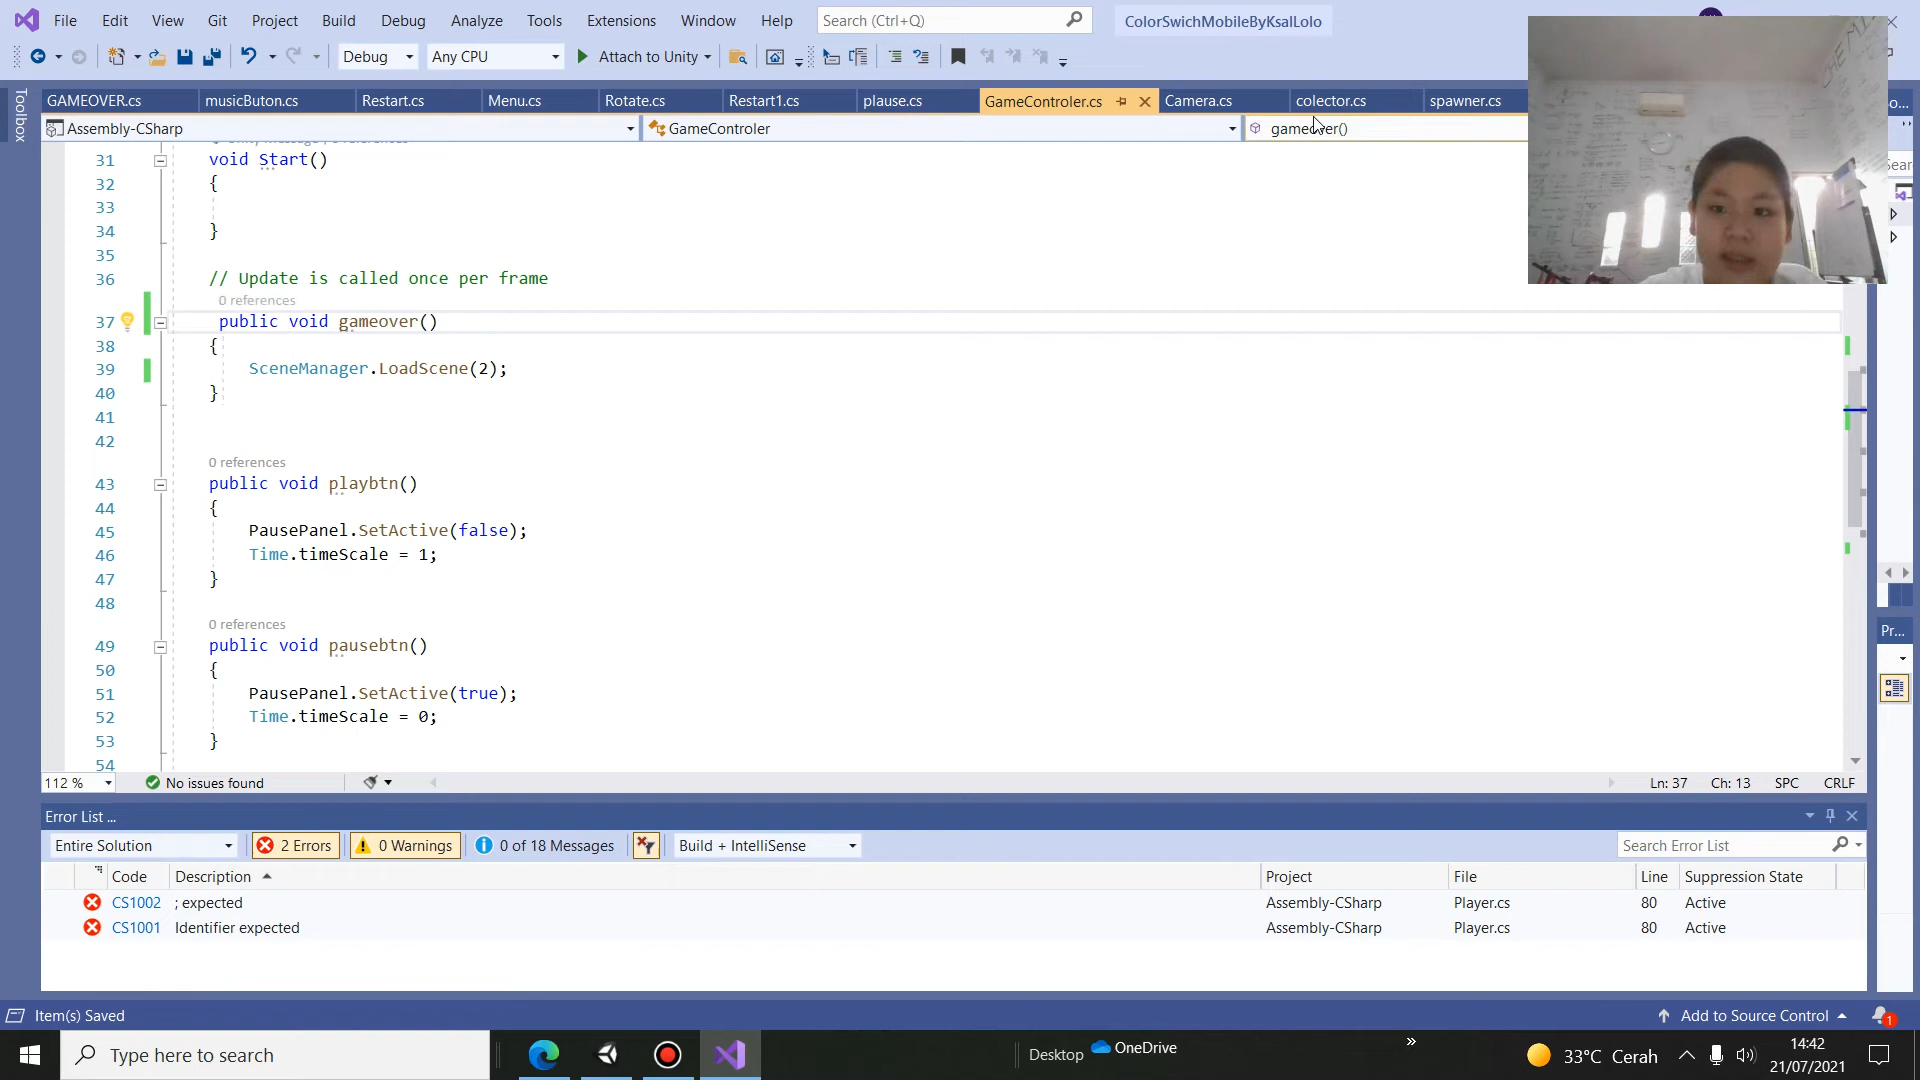 File Edit View Git Project Build Debug Test Analyze Tools Extensions Window Help Search (Ctrl+Q) ColorSwichMobileByKsalLolo
Debug Any CPU Attach to Unity
Toolbox
GAMEOVER.cs musicButon.cs Restart.cs Menu.cs Rotate.cs Restart1.cs plause.cs GameControler.cs Camera.cs colector.cs spawner.cs
Assembly-CSharp GameControler gameover()
31 void Start()
32 {
33
34 }
35
36 // Update is called once per frame
0 references
37 public void gameover()
38 {
39 SceneManager.LoadScene(2);
40 }
41
42
0 references
43 public void playbtn()
44 {
45 PausePanel.SetActive(false);
46 Time.timeScale = 1;
47 }
48
0 references
49 public void pausebtn()
50 {
51 PausePanel.SetActive(true);
52 Time.timeScale = 0;
53 }
54
112 % No issues found Ln: 37 Ch: 13 SPC CRLF
Pr...
Error List ...
Entire Solution 2 Errors 0 Warnings 0 of 18 Messages Build + IntelliSense Search Error List
Code Description Project File Line Suppression State
CS1002 ; expected Assembly-CSharp Player.cs 80 Active
CS1001 Identifier expected Assembly-CSharp Player.cs 80 Active
Item(s) Saved Add to Source Control 1
Type here to search Desktop OneDrive » 33°C Cerah 14:42
21/07/2021